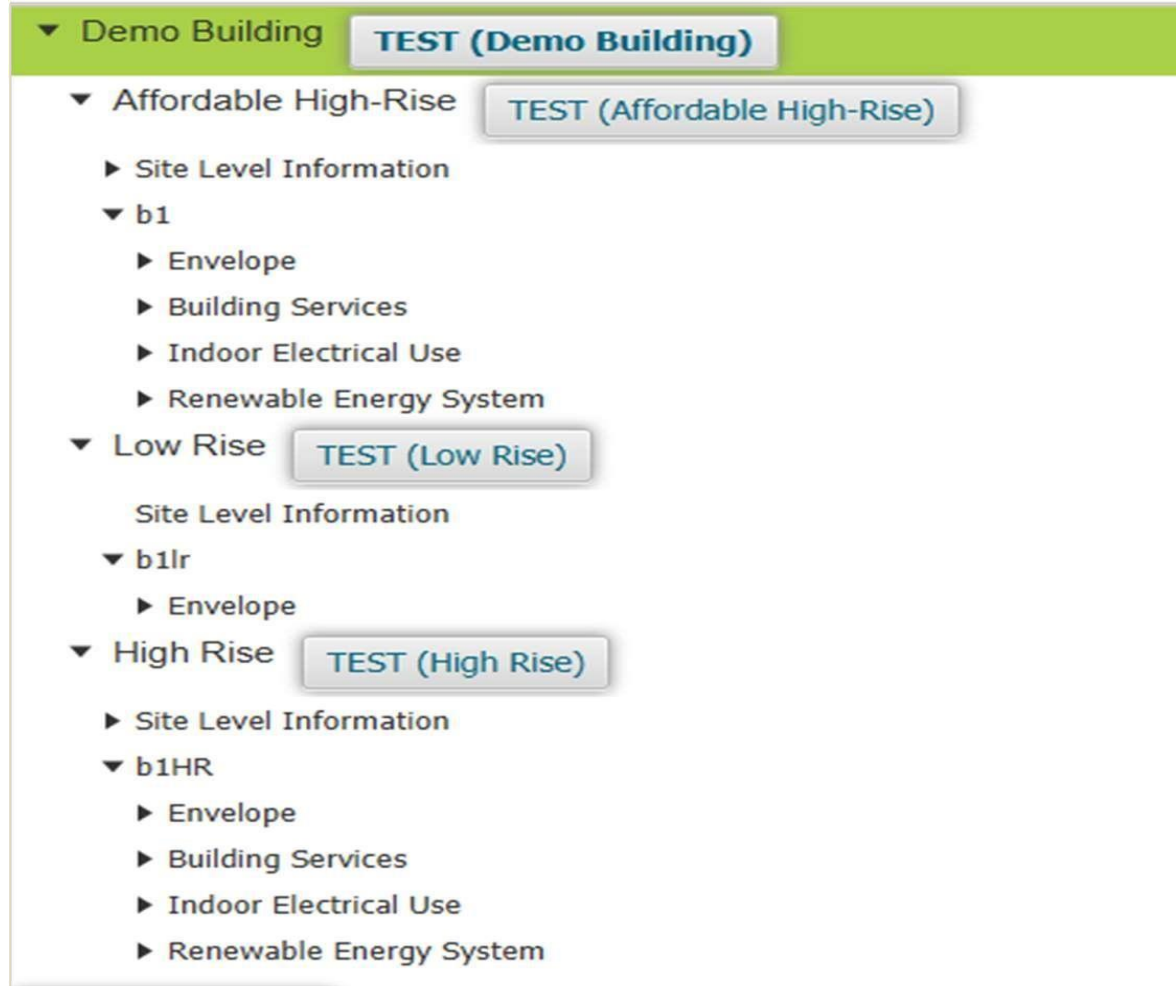 Demo Building TEST (Demo Building)
Affordable High-Rise TEST (Affordable High-Rise)
Site Level Information
b1
Envelope
Building Services
Indoor Electrical Use
Renewable Energy System
Low Rise TEST (Low Rise)
Site Level Information
b1lr
Envelope
High Rise TEST (High Rise)
Site Level Information
b1HR
Envelope
Building Services
Indoor Electrical Use
Renewable Energy System